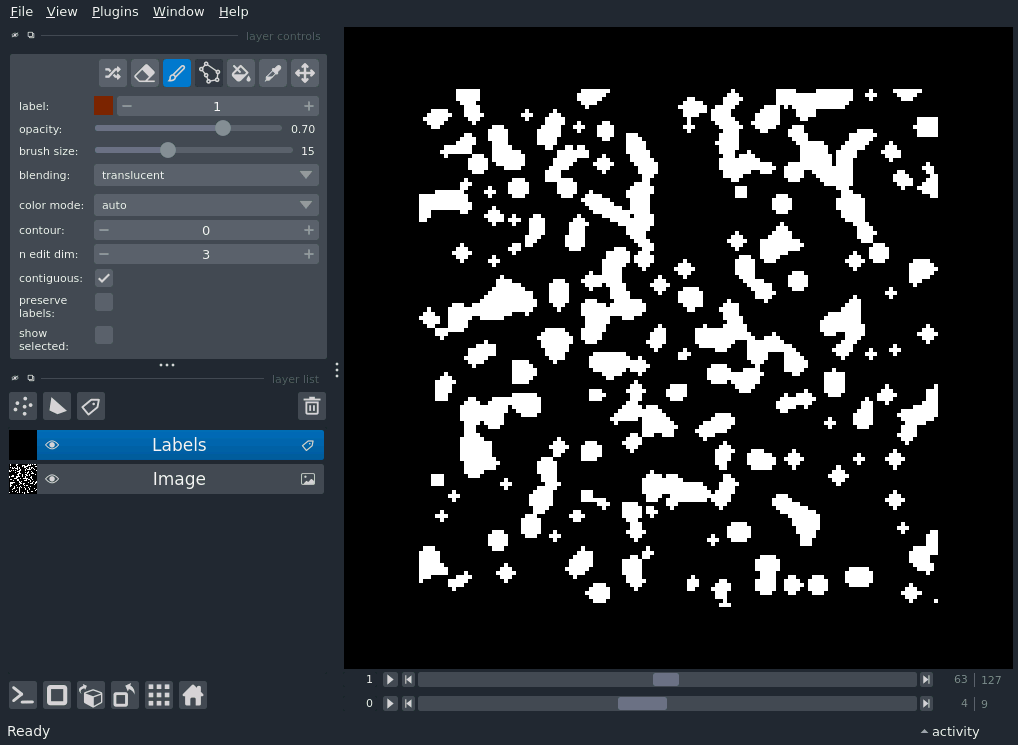 File View Plugins Window Help
layer controls
label: 1
opacity: 0.70
brush size: 15
blending: translucent
color mode: auto
contour: 0
n edit dim: 3
contiguous:
preserve
labels:
show
selected:
layer list
Labels
Image
1 63 127
0 4 9
Ready activity